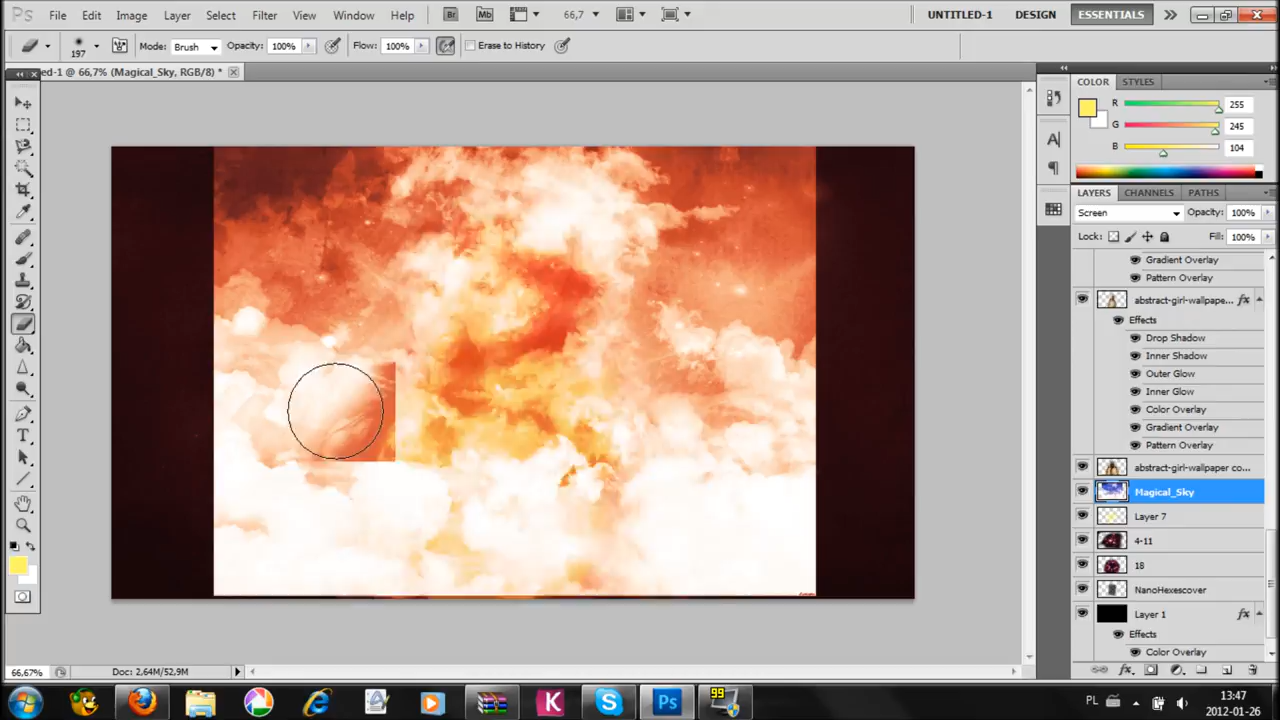 Ps File Edit Image Layer Select Filter View Window Help Br Mb 66,7 UNTITLED-1 DESIGN ESSENTIALS
197 Mode: Brush Opacity: 100% Flow: 100% Erase to History
ed-1 @ 66,7% (Magical_Sky, RGB/8) *
COLOR STYLES
R 255
G 245
B 104
LAYERS CHANNELS PATHS
Screen Opacity: 100%
Lock: Fill: 100%
Gradient Overlay
Pattern Overlay
abstract-girl-wallpape... fx
Effects
Drop Shadow
Inner Shadow
Outer Glow
Inner Glow
Color Overlay
Gradient Overlay
Pattern Overlay
abstract-girl-wallpaper co...
Magical_Sky
Layer 7
4-11
18
NanoHexescover
Layer 1 fx
Effects
Color Overlay
66,67% Doc: 2,64M/52,9M
PL 13:47
2012-01-26
99